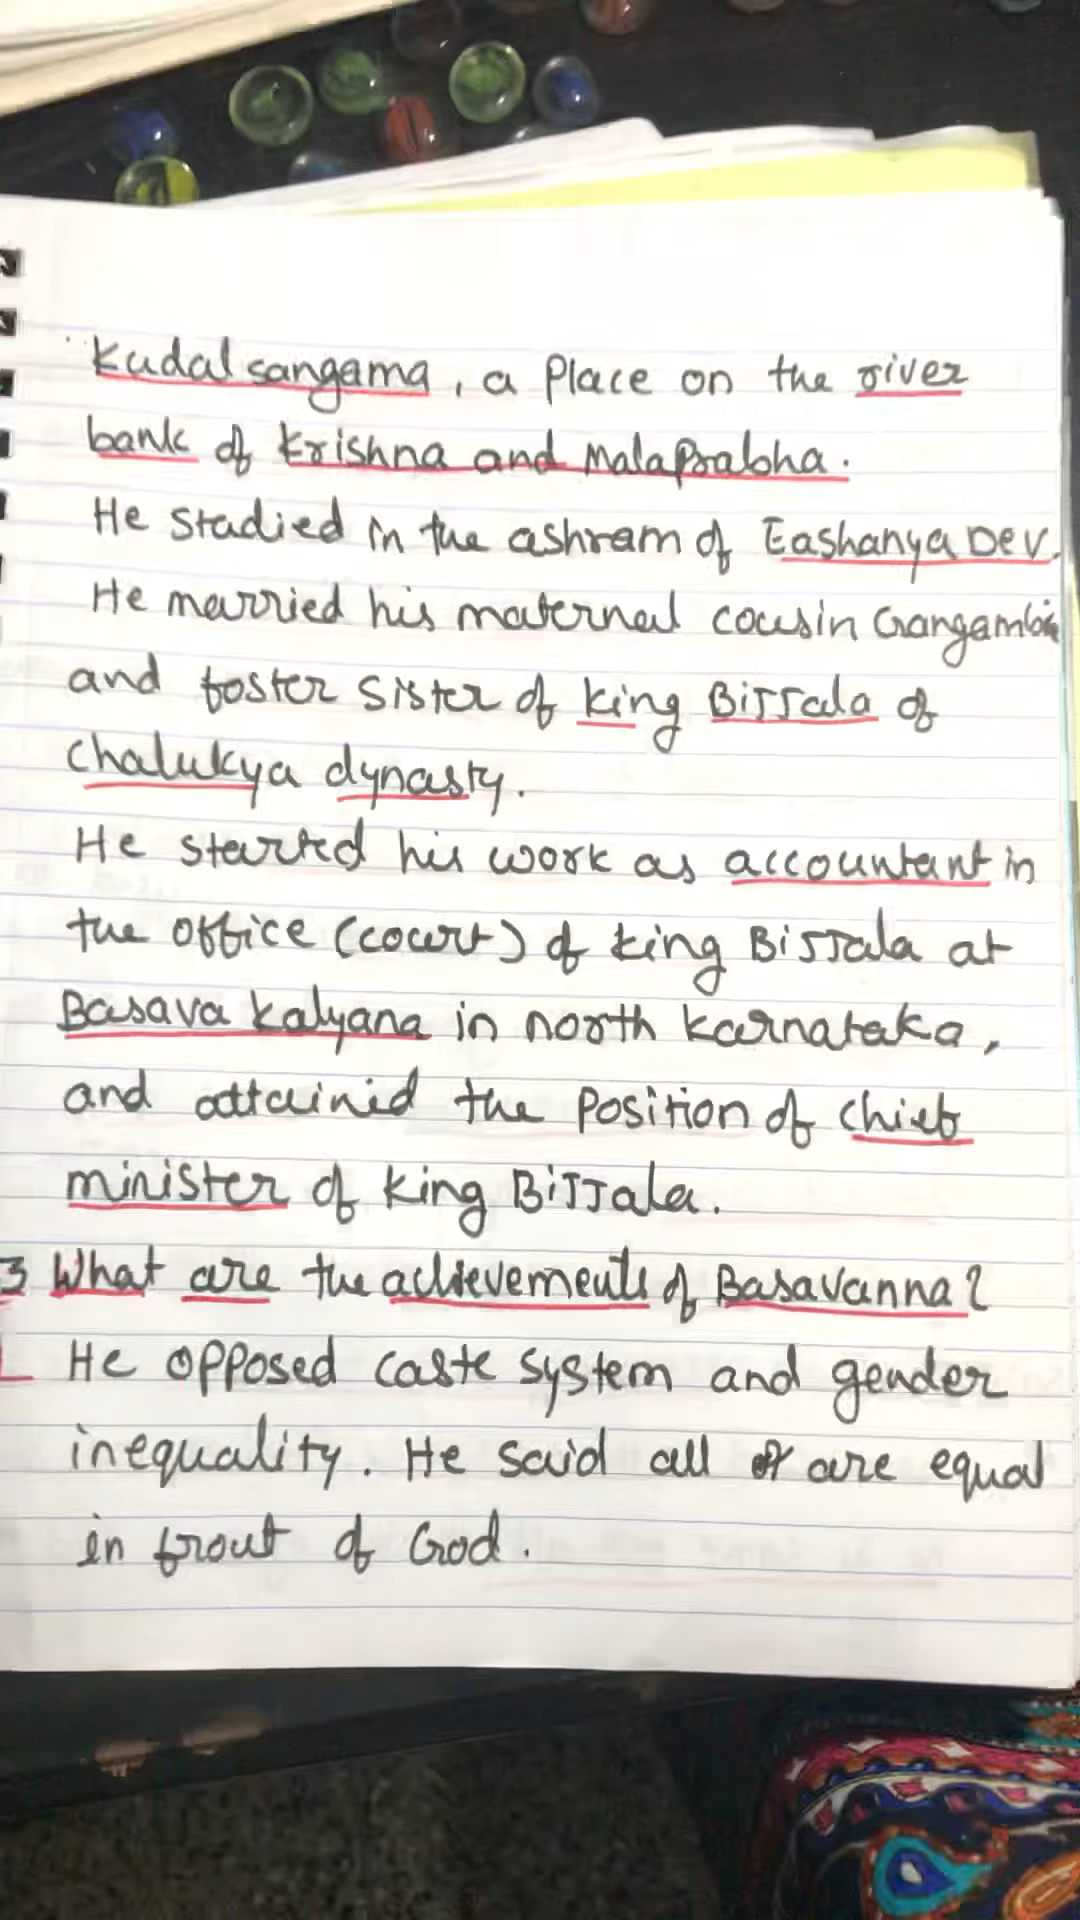 Kudal sangama, a Place on the river
bank of Krishna and Malaprabha.
He studied in the ashram of Eashanya Dev.
He married his maternal cousin Gangambia
and foster sister of king Bijjala of
Chalukya dynasty.
He started his work as accountant in
the office (court) of king Bijjala at
Basava kalyana in north Karnataka,
and attainid the position of chief
minister of king Bijjala.
3 What are the achievements of Basavanna?
He opposed caste system and gender
inequality. He said all are equal
in front of God.